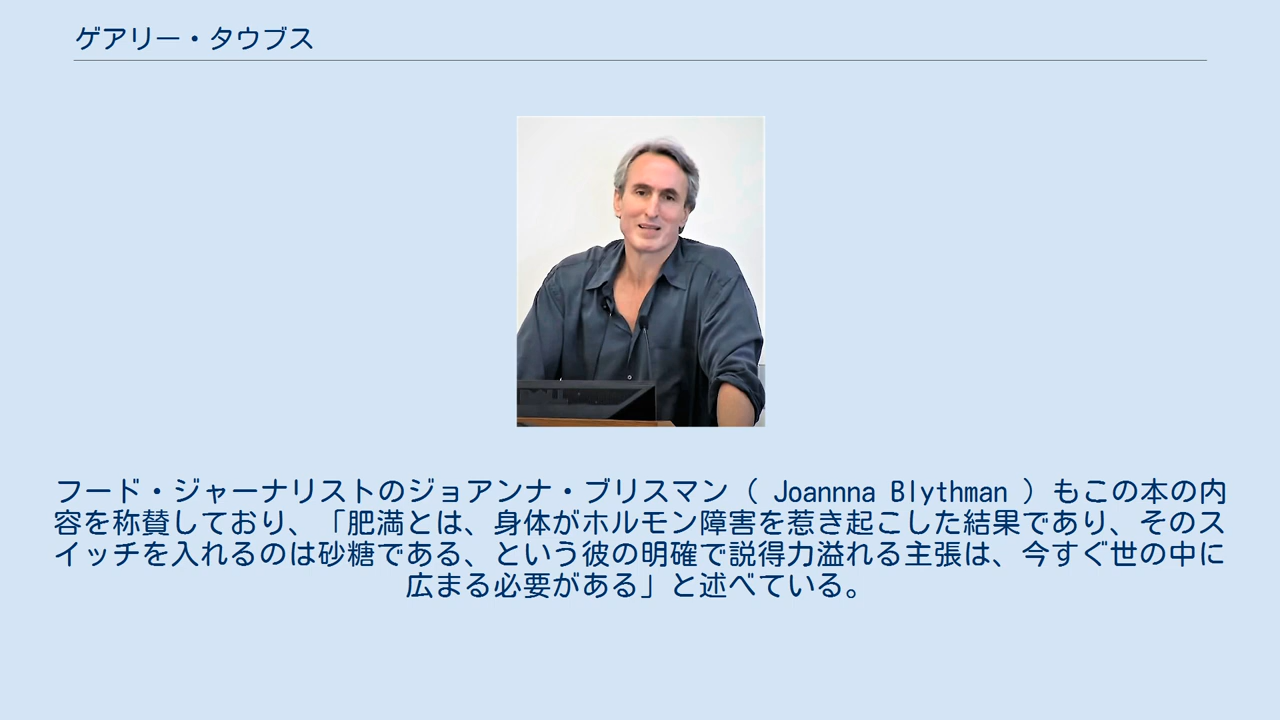 ゲアリー・タウブス
フード・ジャーナリストのジョアンナ・ブリスマン（ Joannna Blythman ）もこの本の内
容を称賛しており、「肥満とは、身体がホルモン障害を惹き起こした結果であり、そのス
イッチを入れるのは砂糖である、という彼の明確で説得力溢れる主張は、今すぐ世の中に
広まる必要がある」と述べている。